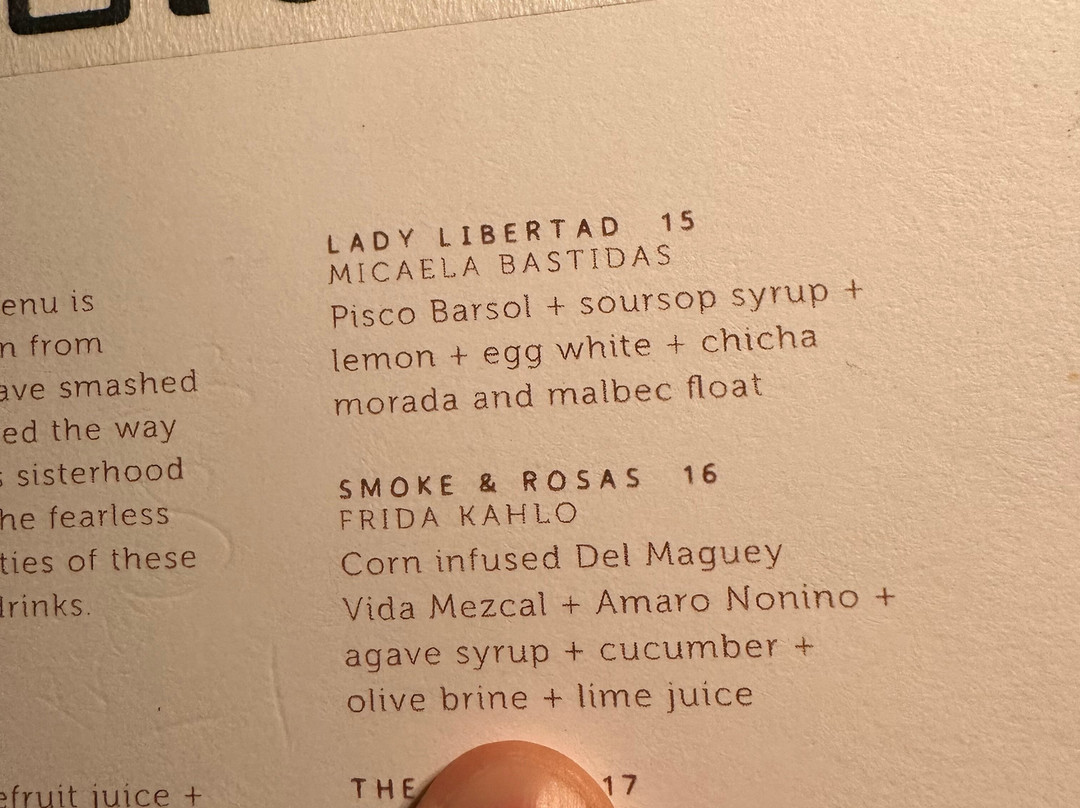 enu is
n from
ave smashed
ed the way
s sisterhood
he fearless
ties of these
drinks.
efruit juice +
LADY LIBERTAD 15
MICAELA BASTIDAS
Pisco Barsol + soursop syrup +
lemon + egg white + chicha
morada and malbec float
SMOKE & ROSAS 16
FRIDA KAHLO
Corn infused Del Maguey
Vida Mezcal + Amaro Nonino +
agave syrup + cucumber +
olive brine + lime juice
THE 17